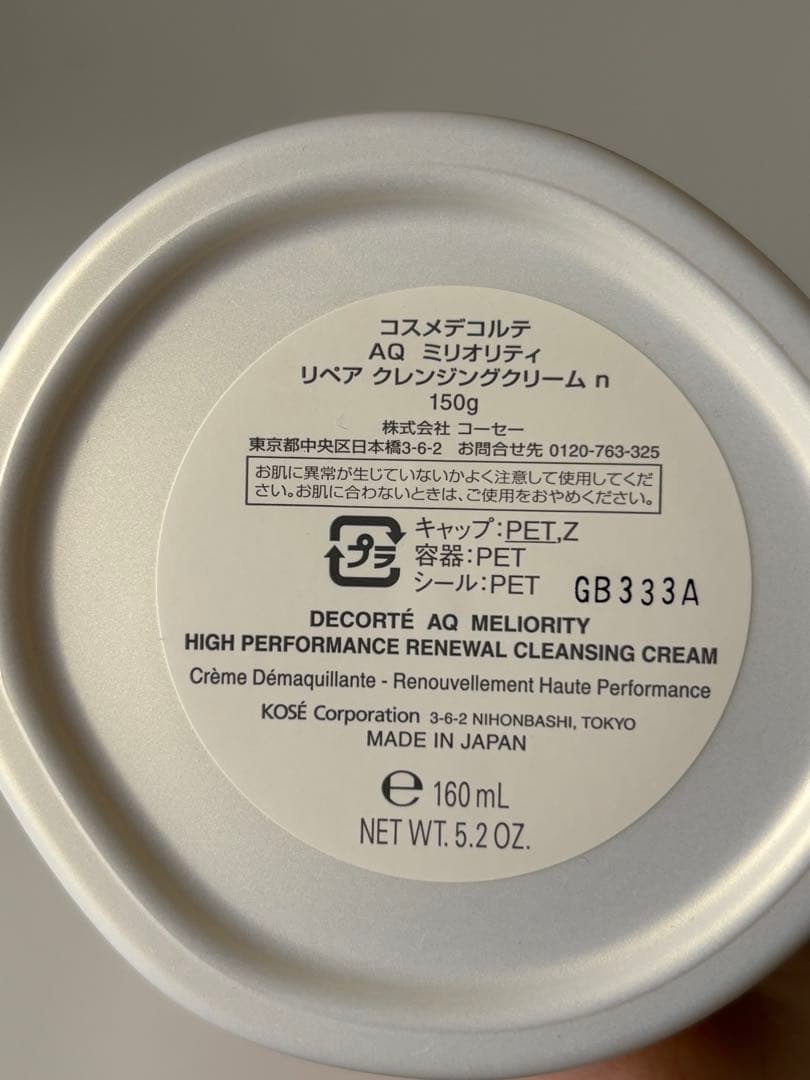 コスメデコルテ
AQ ミリオリティ
リペア クレンジングクリーム n
150g
株式会社 コーセー
東京都中央区日本橋3-6-2 お問合せ先 0120-763-325
お肌に異常が生じていないかよく注意して使用してくだ
さい。お肌に合わないときは、ご使用をおやめください。
プラ
キャップ:PET,Z
容器:PET
シール:PET
GB333A
DECORTÉ AQ MELIORITY
HIGH PERFORMANCE RENEWAL CLEANSING CREAM
Crème Démaquillante - Renouvellement Haute Performance
KOSÉ Corporation 3-6-2 NIHONBASHI, TOKYO
MADE IN JAPAN
℮ 160 mL
NET WT. 5.2 OZ.